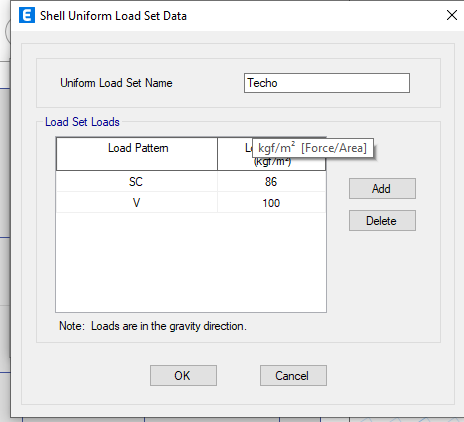 E Shell Uniform Load Set Data
Uniform Load Set Name Techo
Load Set Loads
kgf/m² [Force/Area]
Load Pattern
(kgf/m²)
SC 86
V 100
Add
Delete
Note: Loads are in the gravity direction.
OK Cancel